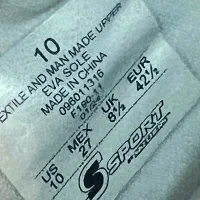 10
TEXTILE AND MAN MADE UPPER
EVA SOLE
MADE IN CHINA
096011316
US MEX UK EUR
10 27 8½ 42½
S SPORT